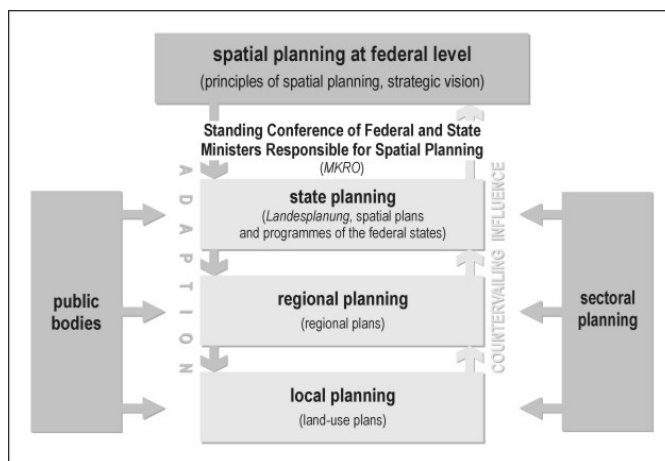 spatial planning at federal level
(principles of spatial planning, strategic vision)
Standing Conference of Federal and State
Ministers Responsible for Spatial Planning
(MKRO)
ADAPTION
state planning
(Landesplanung, spatial plans
and programmes of the federal states)
COUNTERVAILING INFLUENCE
public
bodies
regional planning
(regional plans)
sectoral
planning
local planning
(land-use plans)